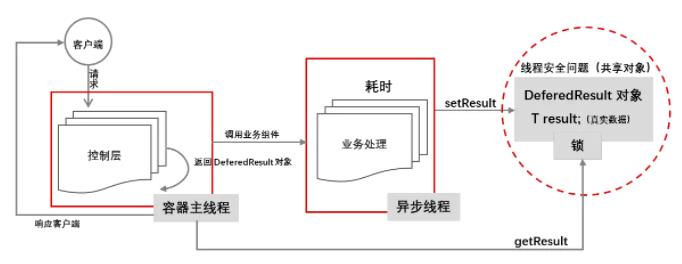 客户端
请
求
控制层
返回 DeferedResult 对象
容器主线程
响应客户端
调用业务组件
耗时
业务处理
异步线程
setResult
线程安全问题（共享对象）
DeferedResult 对象
T result;（真实数据）
锁
getResult